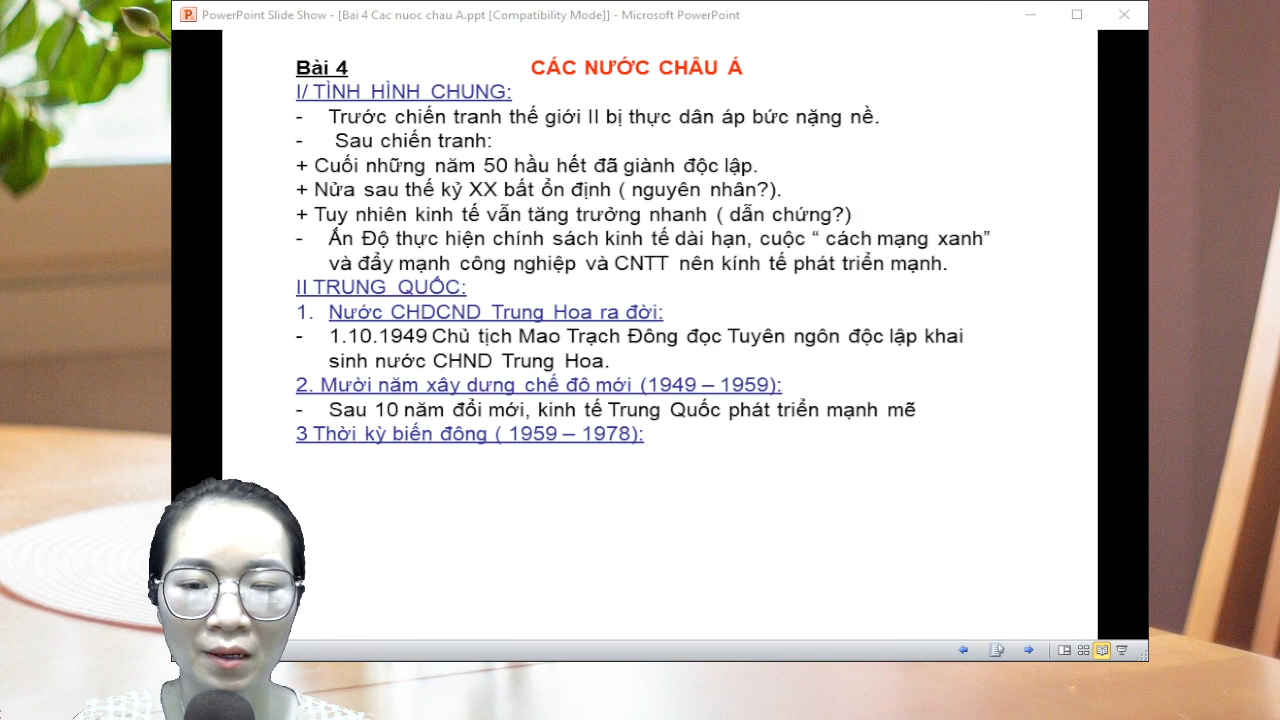 PowerPoint Slide Show - [Bai 4 Cac nuoc chau A.ppt [Compatibility Mode]] - Microsoft PowerPoint
Bài 4 CÁC NƯỚC CHÂU Á
I/ TÌNH HÌNH CHUNG:
- Trước chiến tranh thế giới II bị thực dân áp bức nặng nề.
- Sau chiến tranh:
+ Cuối những năm 50 hầu hết đã giành độc lập.
+ Nửa sau thế kỷ XX bất ổn định ( nguyên nhân?).
+ Tuy nhiên kinh tế vẫn tăng trưởng nhanh ( dẫn chứng?)
- Ấn Độ thực hiện chính sách kinh tế dài hạn, cuộc “ cách mạng xanh”
và đẩy mạnh công nghiệp và CNTT nên kính tế phát triển mạnh.
II TRUNG QUỐC:
1. Nước CHDCND Trung Hoa ra đời:
- 1.10.1949 Chủ tịch Mao Trạch Đông đọc Tuyên ngôn độc lập khai
sinh nước CHND Trung Hoa.
2. Mười năm xây dưng chế đô mới (1949 – 1959):
- Sau 10 năm đổi mới, kinh tế Trung Quốc phát triển mạnh mẽ
3 Thời kỳ biến đông ( 1959 – 1978):